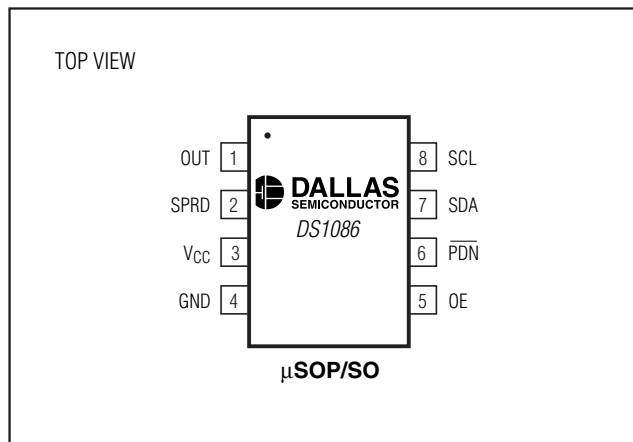 TOP VIEW
OUT 1
SPRD 2
VCC 3
GND 4
DALLAS
SEMICONDUCTOR
DS1086
8 SCL
7 SDA
6 PDN
5 OE
μSOP/SO